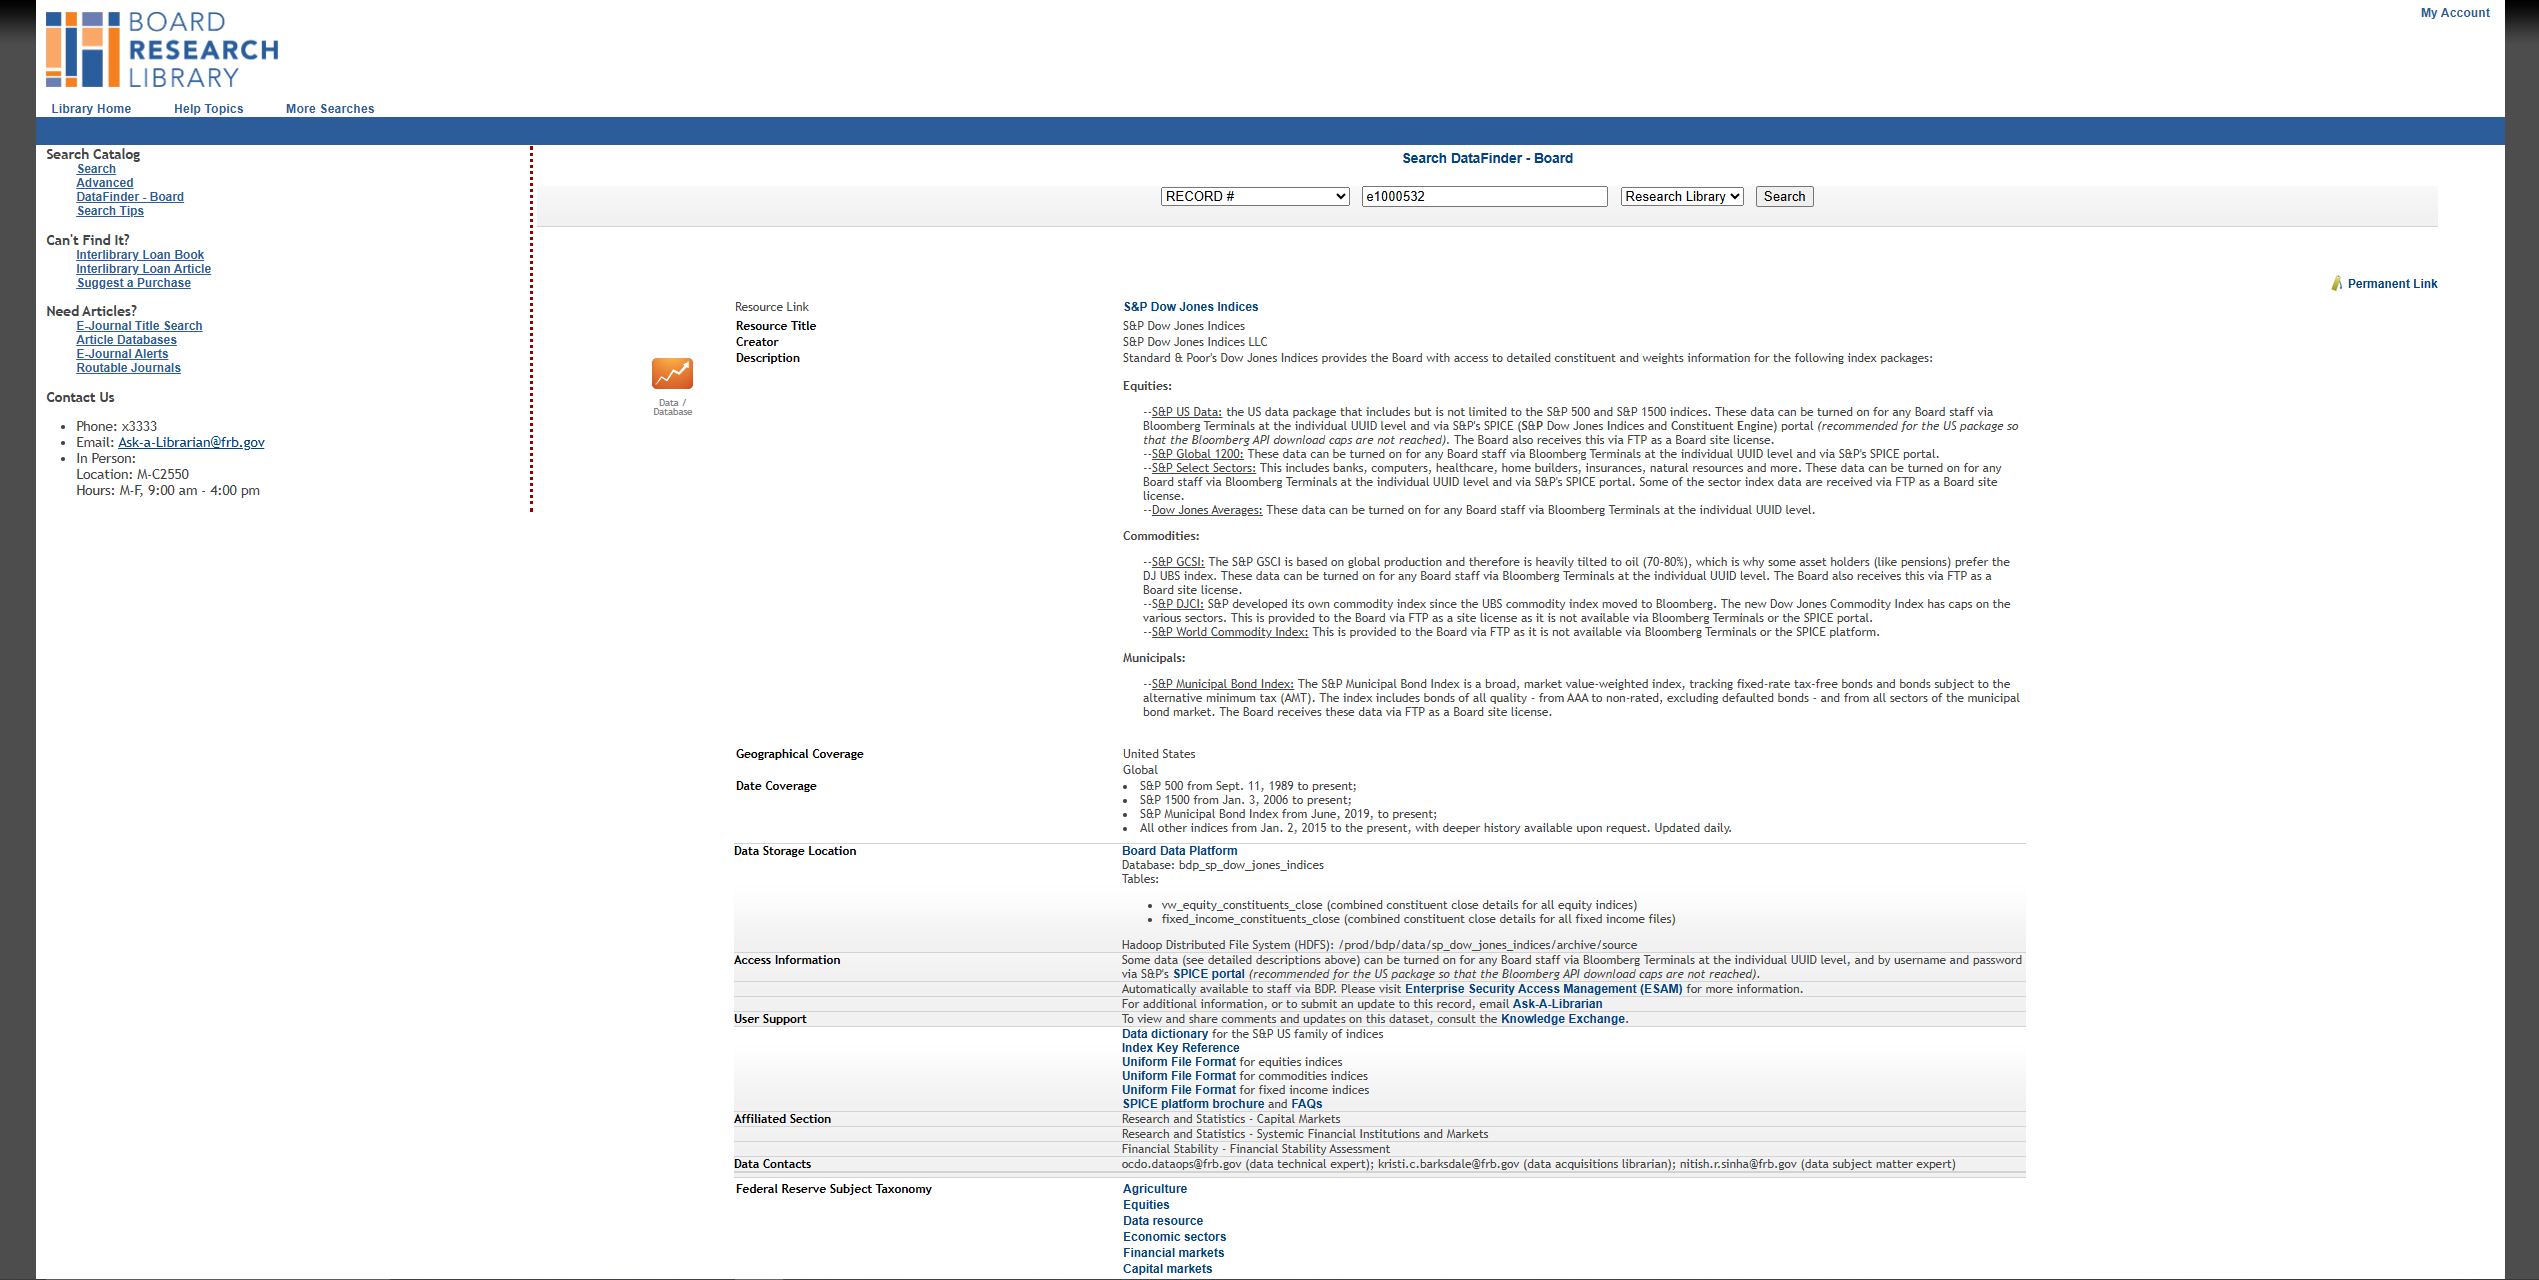 BOARD
RESEARCH
LIBRARY
My Account
Library Home Help Topics More Searches
Search Catalog
Search
Advanced
DataFinder - Board
Search Tips
Can't Find It?
Interlibrary Loan Book
Interlibrary Loan Article
Suggest a Purchase
Need Articles?
E-Journal Title Search
Article Databases
E-Journal Alerts
Routable Journals
Contact Us
• Phone: x3333
• Email: Ask-a-Librarian@frb.gov
• In Person:
Location: M-C2550
Hours: M-F, 9:00 am - 4:00 pm
Search DataFinder - Board
RECORD # e1000532 Research Library Search
Permanent Link
Data /
Database
Resource Link S&P Dow Jones Indices
Resource Title S&P Dow Jones Indices
Creator S&P Dow Jones Indices LLC
Description Standard & Poor's Dow Jones Indices provides the Board with access to detailed constituent and weights information for the following index packages:
Equities:
--S&P US Data: the US data package that includes but is not limited to the S&P 500 and S&P 1500 indices. These data can be turned on for any Board staff via
Bloomberg Terminals at the individual UUID level and via S&P's SPICE (S&P Dow Jones Indices and Constituent Engine) portal (recommended for the US package so
that the Bloomberg API download caps are not reached). The Board also receives this via FTP as a Board site license.
--S&P Global 1200: These data can be turned on for any Board staff via Bloomberg Terminals at the individual UUID level and via S&P's SPICE portal.
--S&P Select Sectors: This includes banks, computers, healthcare, home builders, insurances, natural resources and more. These data can be turned on for any
Board staff via Bloomberg Terminals at the individual UUID level and via S&P's SPICE portal. Some of the sector index data are received via FTP as a Board site
license.
--Dow Jones Averages: These data can be turned on for any Board staff via Bloomberg Terminals at the individual UUID level.
Commodities:
--S&P GCSI: The S&P GSCI is based on global production and therefore is heavily tilted to oil (70-80%), which is why some asset holders (like pensions) prefer the
DJ UBS index. These data can be turned on for any Board staff via Bloomberg Terminals at the individual UUID level. The Board also receives this via FTP as a
Board site license.
--S&P DJCI: S&P developed its own commodity index since the UBS commodity index moved to Bloomberg. The new Dow Jones Commodity Index has caps on the
various sectors. This is provided to the Board via FTP as a site license as it is not available via Bloomberg Terminals or the SPICE portal.
--S&P World Commodity Index: This is provided to the Board via FTP as it is not available via Bloomberg Terminals or the SPICE platform.
Municipals:
--S&P Municipal Bond Index: The S&P Municipal Bond Index is a broad, market value-weighted index, tracking fixed-rate tax-free bonds and bonds subject to the
alternative minimum tax (AMT). The index includes bonds of all quality - from AAA to non-rated, excluding defaulted bonds - and from all sectors of the municipal
bond market. The Board receives these data via FTP as a Board site license.
Geographical Coverage United States
Global
Date Coverage • S&P 500 from Sept. 11, 1989 to present;
• S&P 1500 from Jan. 3, 2006 to present;
• S&P Municipal Bond Index from June, 2019, to present;
• All other indices from Jan. 2, 2015 to the present, with deeper history available upon request. Updated daily.
Data Storage Location Board Data Platform
Database: bdp_sp_dow_jones_indices
Tables:
• vw_equity_constituents_close (combined constituent close details for all equity indices)
• fixed_income_constituents_close (combined constituent close details for all fixed income files)
Hadoop Distributed File System (HDFS): /prod/bdp/data/sp_dow_jones_indices/archive/source
Access Information Some data (see detailed descriptions above) can be turned on for any Board staff via Bloomberg Terminals at the individual UUID level, and by username and password
via S&P's SPICE portal (recommended for the US package so that the Bloomberg API download caps are not reached).
Automatically available to staff via BDP. Please visit Enterprise Security Access Management (ESAM) for more information.
For additional information, or to submit an update to this record, email Ask-A-Librarian
User Support To view and share comments and updates on this dataset, consult the Knowledge Exchange.
Data dictionary for the S&P US family of indices
Index Key Reference
Uniform File Format for equities indices
Uniform File Format for commodities indices
Uniform File Format for fixed income indices
SPICE platform brochure and FAQs
Affiliated Section Research and Statistics - Capital Markets
Research and Statistics - Systemic Financial Institutions and Markets
Financial Stability - Financial Stability Assessment
Data Contacts ocdo.dataops@frb.gov (data technical expert); kristi.c.barksdale@frb.gov (data acquisitions librarian); nitish.r.sinha@frb.gov (data subject matter expert)
Federal Reserve Subject Taxonomy Agriculture
Equities
Data resource
Economic sectors
Financial markets
Capital markets